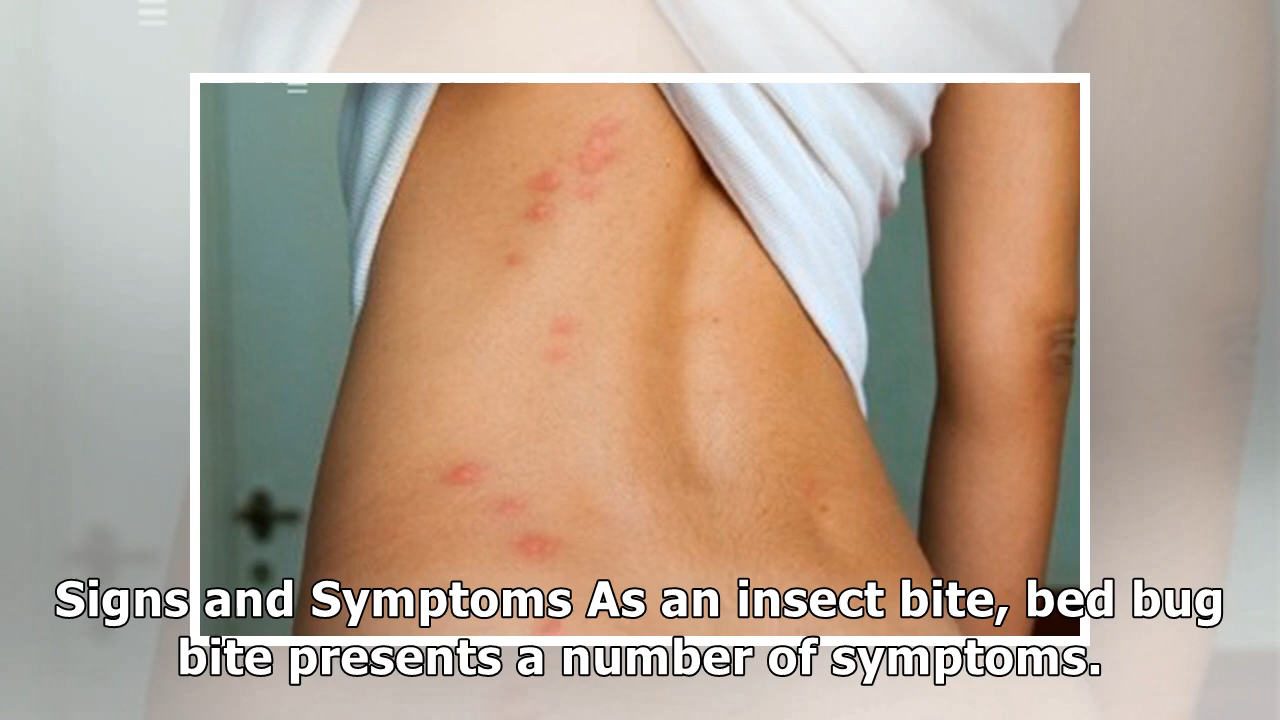 Signs and Symptoms As an insect bite, bed bug
bite presents a number of symptoms.